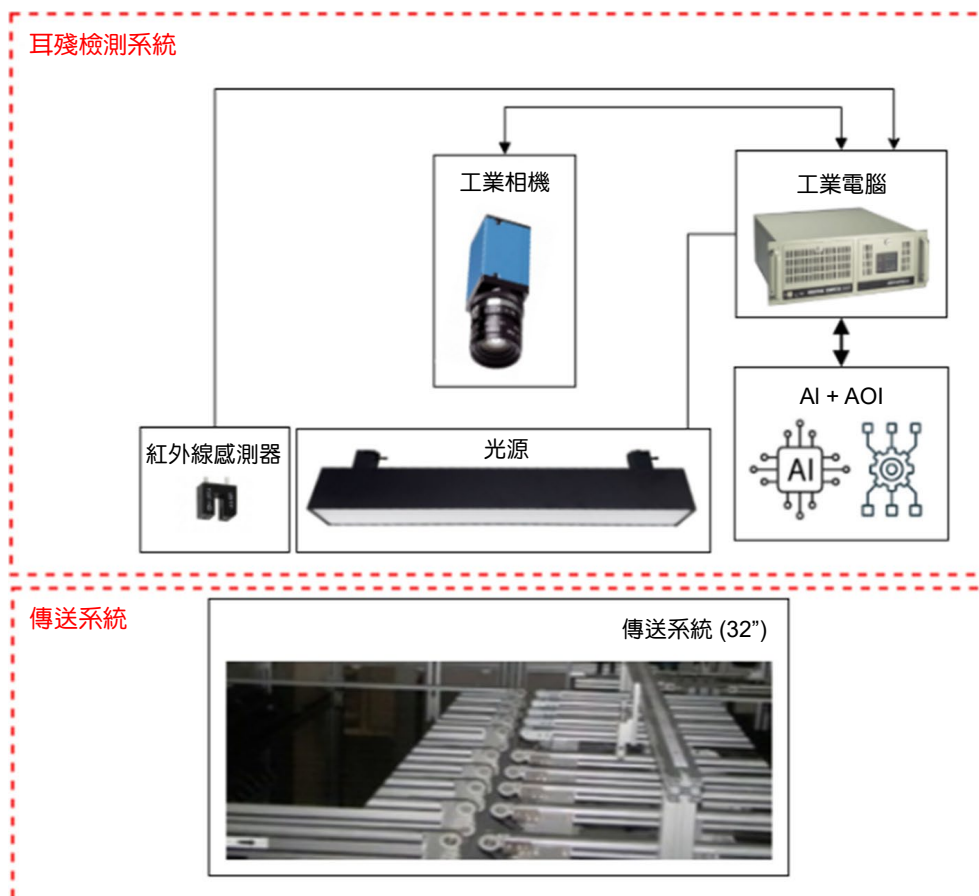 耳殘檢測系統
工業相機
工業電腦
AI + AOI
AI
紅外線感測器
光源
傳送系統
傳送系統 (32”)